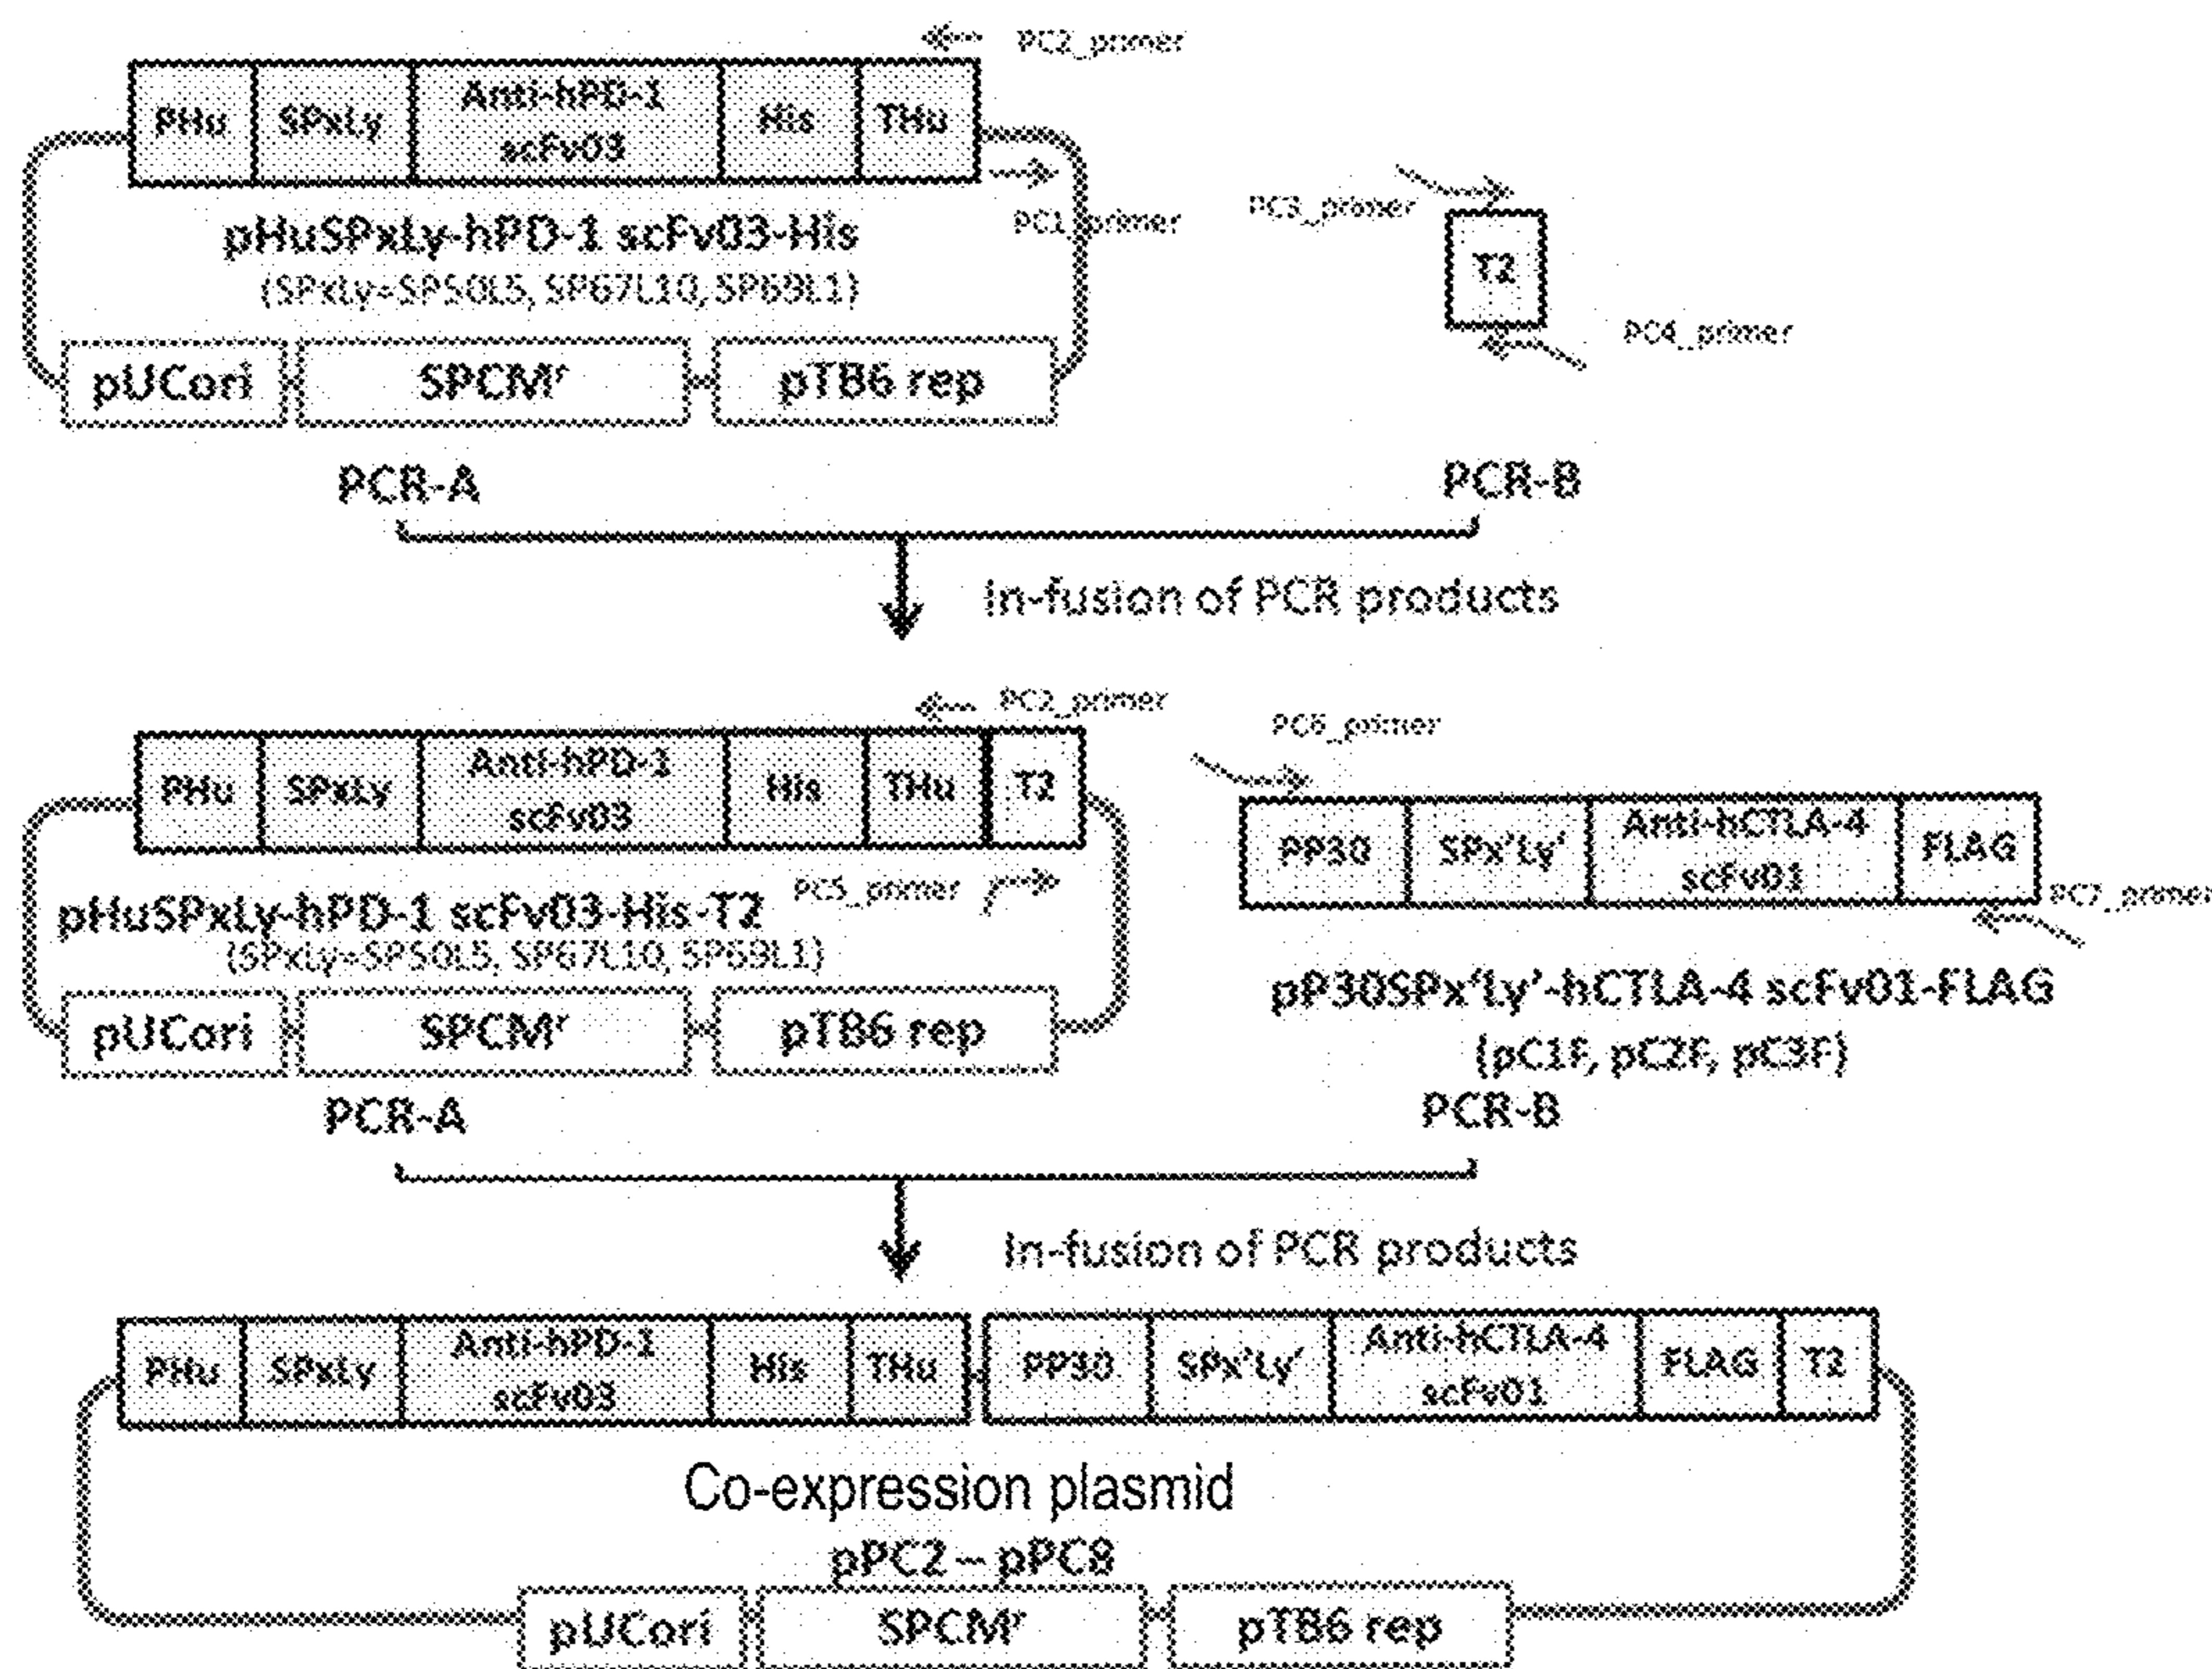 PC2_primer
PHu SPxLy Anti-hPD-1 scFv03 His THu
PC1_primer
pHuSPxLy-hPD-1 scFv03-His
(SPxLy=SP50L5, SP67L10, SP69L1)
pUCori SPCMʳ pTB6 rep
PCR-A
PC3_primer
T2
PC4_primer
PCR-B
In-fusion of PCR products
PC2_primer
PHu SPxLy Anti-hPD-1 scFv03 His THu T2
PC5_primer
pHuSPxLy-hPD-1 scFv03-His-T2
(SPxLy=SP50L5, SP67L10, SP69L1)
pUCori SPCMʳ pTB6 rep
PCR-A
PC6_primer
PP30 SPx'Ly' Anti-hCTLA-4 scFv01 FLAG
PC7_primer
pP30SPx'Ly'-hCTLA-4 scFv01-FLAG
(pC1F, pC2F, pC3F)
PCR-B
In-fusion of PCR products
PHu SPxLy Anti-hPD-1 scFv03 His THu PP30 SPx'Ly' Anti-hCTLA-4 scFv01 FLAG T2
Co-expression plasmid
pPC2 – pPC8
pUCori SPCMʳ pTB6 rep